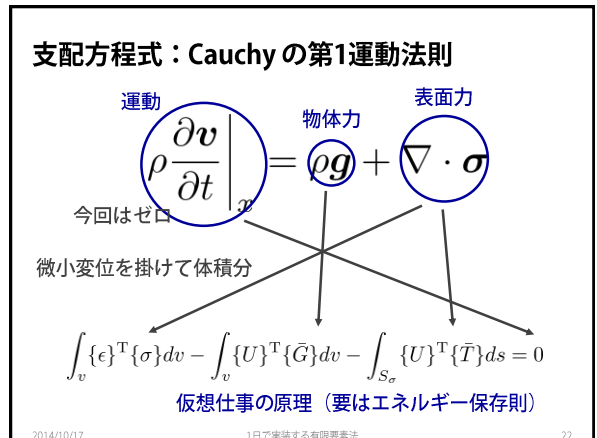 支配方程式：Cauchy の第1運動法則
運動
物体力
表面力
ρ ∂v/∂t |x = ρg + ∇ · σ
今回はゼロ
微小変位を掛けて体積分
∫v {ϵ}ᵀ{σ}dv − ∫v {U}ᵀ{Ḡ}dv − ∫Sσ {U}ᵀ{T̄}ds = 0
仮想仕事の原理（要はエネルギー保存則）
2014/10/17
1日で実装する有限要素法
22